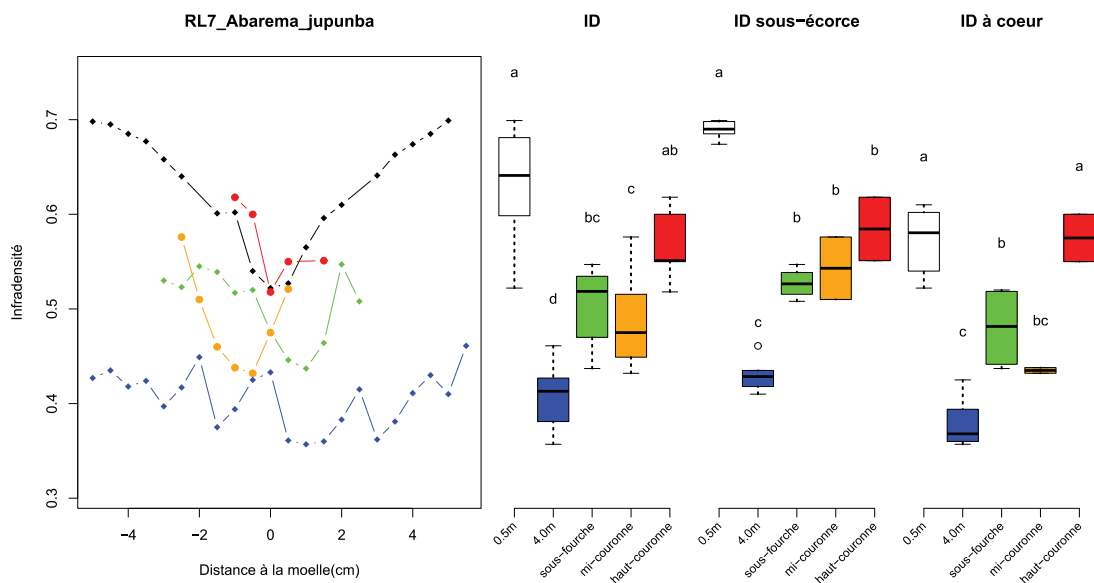 RL7_Abarema_jupunba
ID
ID sous−écorce
ID à coeur
Infradensité
0.7
0.6
0.5
0.4
0.3
−4
−2
0
2
4
Distance à la moelle(cm)
a
d
bc
c
ab
0.5m
4.0m
sous−fourche
mi−couronne
haut−couronne
a
c
b
b
b
0.5m
4.0m
sous−fourche
mi−couronne
haut−couronne
a
c
b
bc
a
0.5m
4.0m
sous−fourche
mi−couronne
haut−couronne